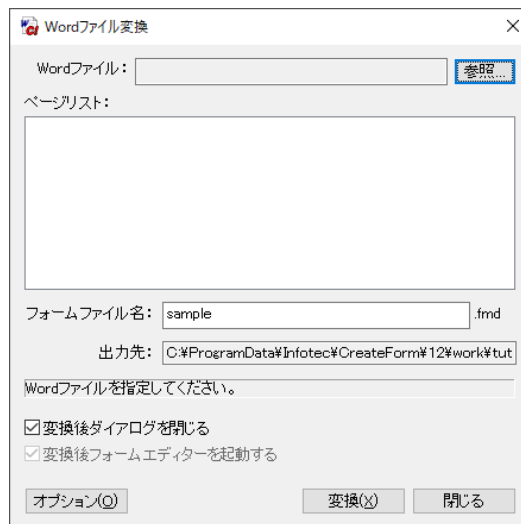 Wordファイル変換
Wordファイル： 参照...
ページリスト：
フォームファイル名： sample .fmd
出力先： C:¥ProgramData¥Infotec¥CreateForm¥12¥work¥tut
Wordファイルを指定してください。
変換後ダイアログを閉じる
変換後フォームエディターを起動する
オプション(O) 変換(X) 閉じる